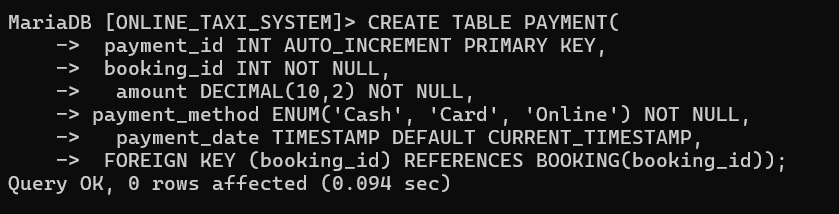 MariaDB [ONLINE_TAXI_SYSTEM]> CREATE TABLE PAYMENT(
    ->  payment_id INT AUTO_INCREMENT PRIMARY KEY,
    ->  booking_id INT NOT NULL,
    ->   amount DECIMAL(10,2) NOT NULL,
    -> payment_method ENUM('Cash', 'Card', 'Online') NOT NULL,
    ->   payment_date TIMESTAMP DEFAULT CURRENT_TIMESTAMP,
    ->  FOREIGN KEY (booking_id) REFERENCES BOOKING(booking_id));
Query OK, 0 rows affected (0.094 sec)